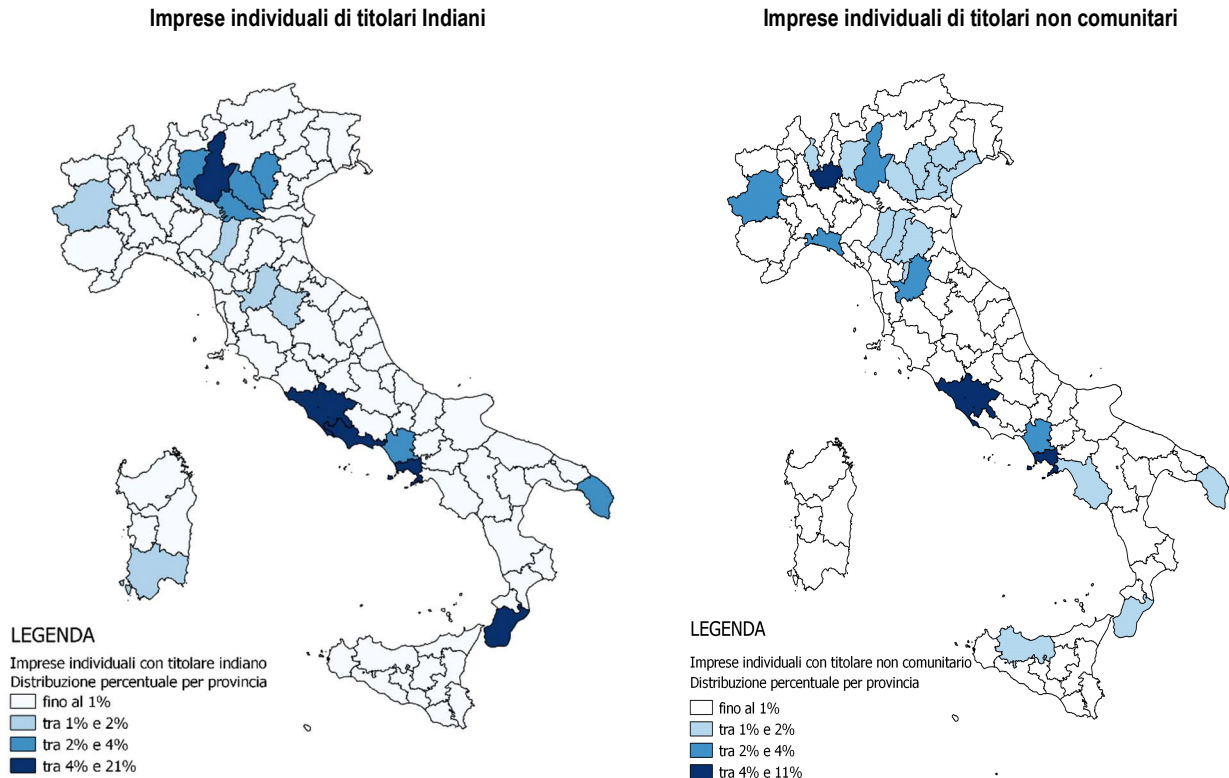 Imprese individuali di titolari Indiani
LEGENDA
Imprese individuali con titolare indiano
Distribuzione percentuale per provincia
fino al 1%
tra 1% e 2%
tra 2% e 4%
tra 4% e 21%
Imprese individuali di titolari non comunitari
LEGENDA
Imprese individuali con titolare non comunitario
Distribuzione percentuale per provincia
fino al 1%
tra 1% e 2%
tra 2% e 4%
tra 4% e 11%